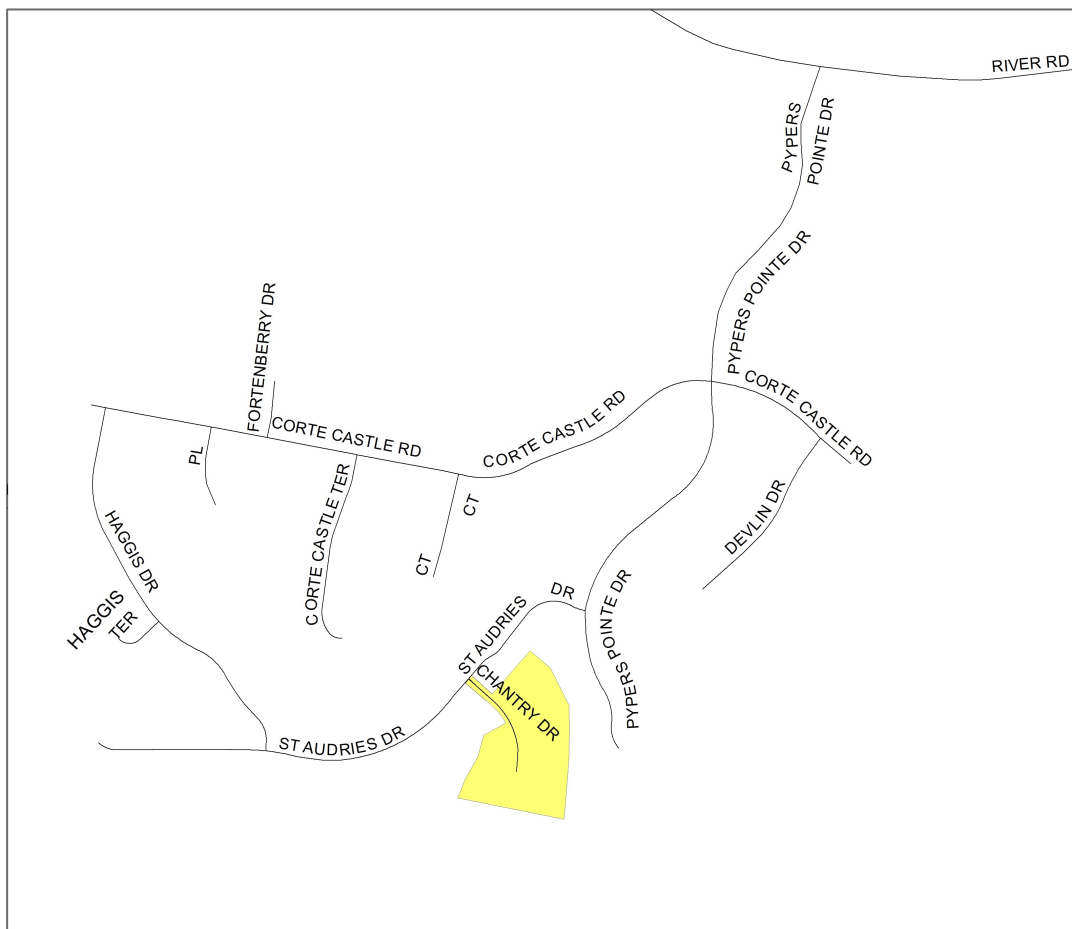 RIVER RD
PYPERS
POINTE DR
PYPERS POINTE DR
FORTENBERRY DR
CORTE CASTLE RD
CORTE CASTLE RD
CORTE CASTLE RD
PL
CORTE CASTLE TER
CT
CT
DEVLIN DR
HAGGIS DR
HAGGIS
TER
ST AUDRIES
DR
PYPERS POINTE DR
CHANTRY DR
ST AUDRIES DR